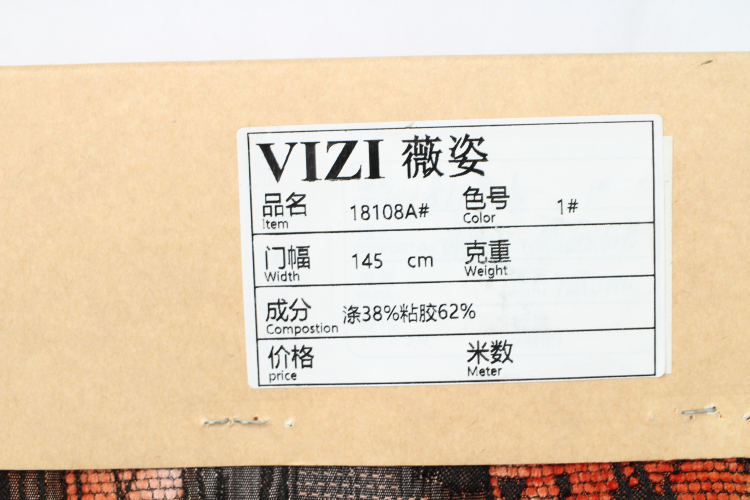 VIZI 薇姿
品名 18108A# 色号 1#
Item Color
门幅 145 cm 克重
Width Weight
成分 涤38%粘胶62%
Compostion
价格 米数
price Meter